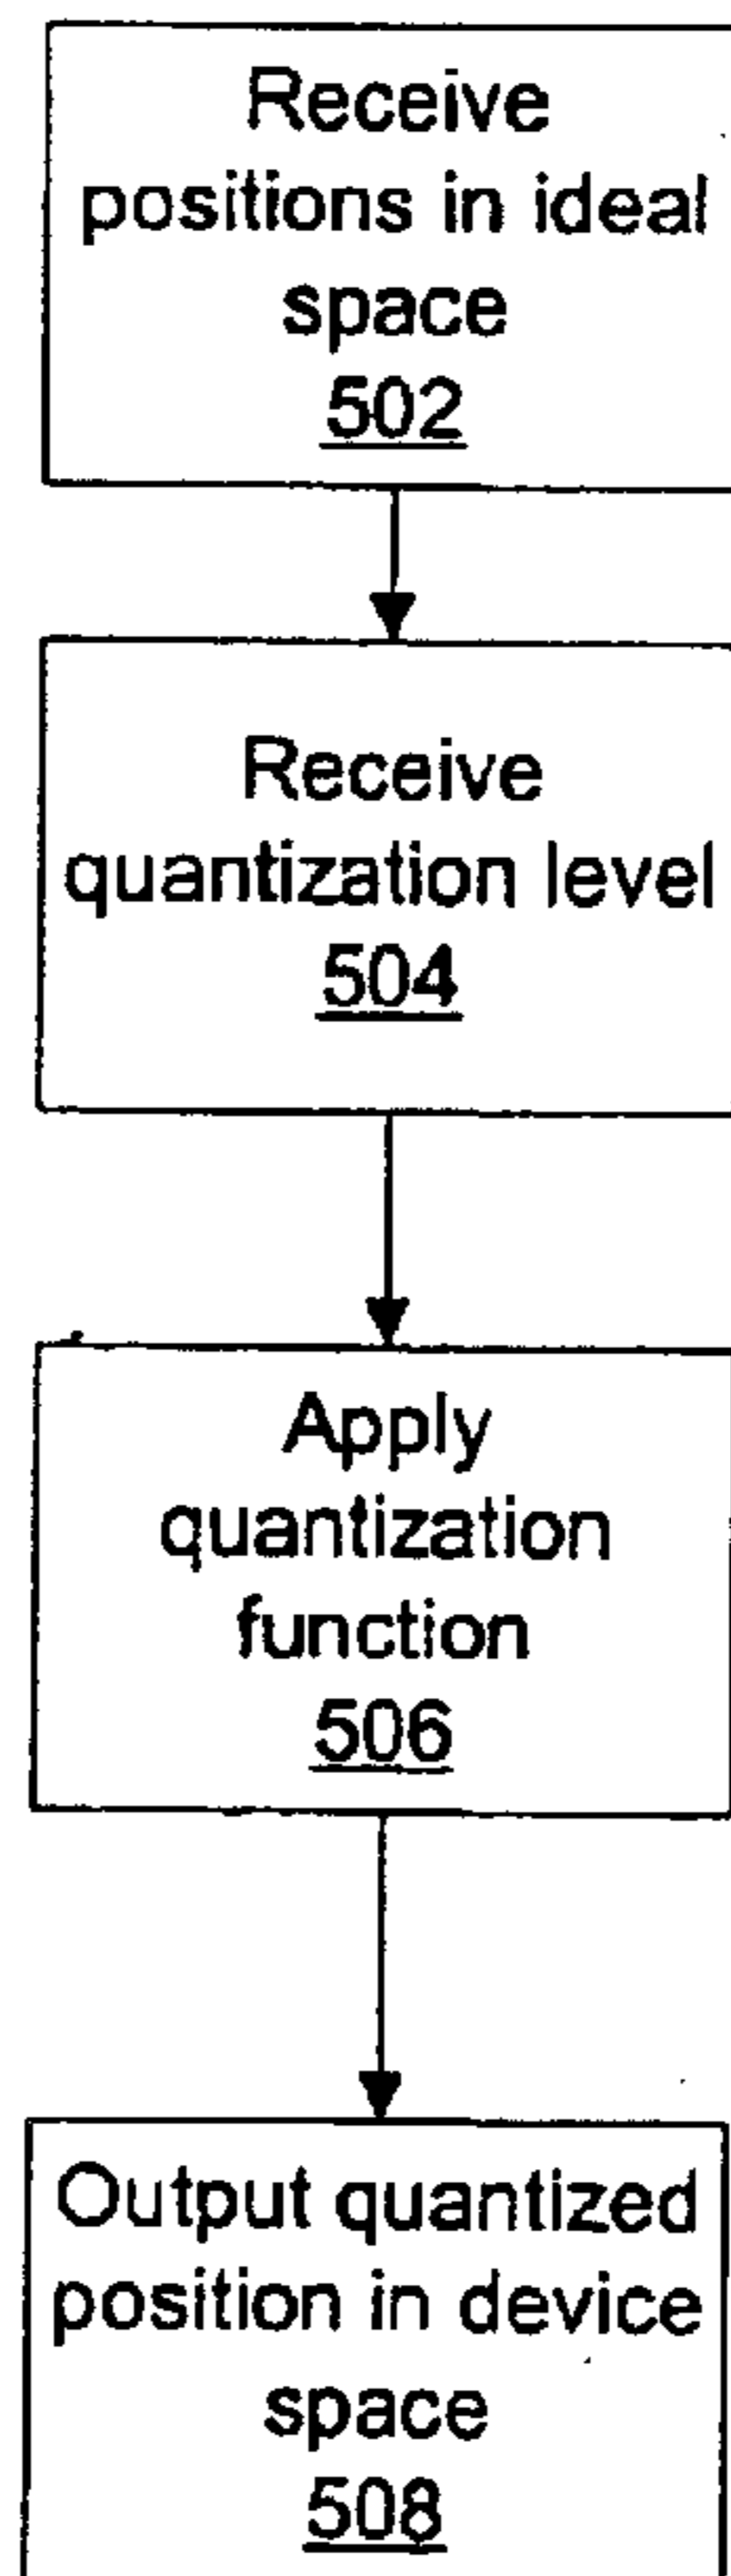 Receive
positions in ideal
space
502
Receive
quantization level
504
Apply
quantization
function
506
Output quantized
position in device
space
508